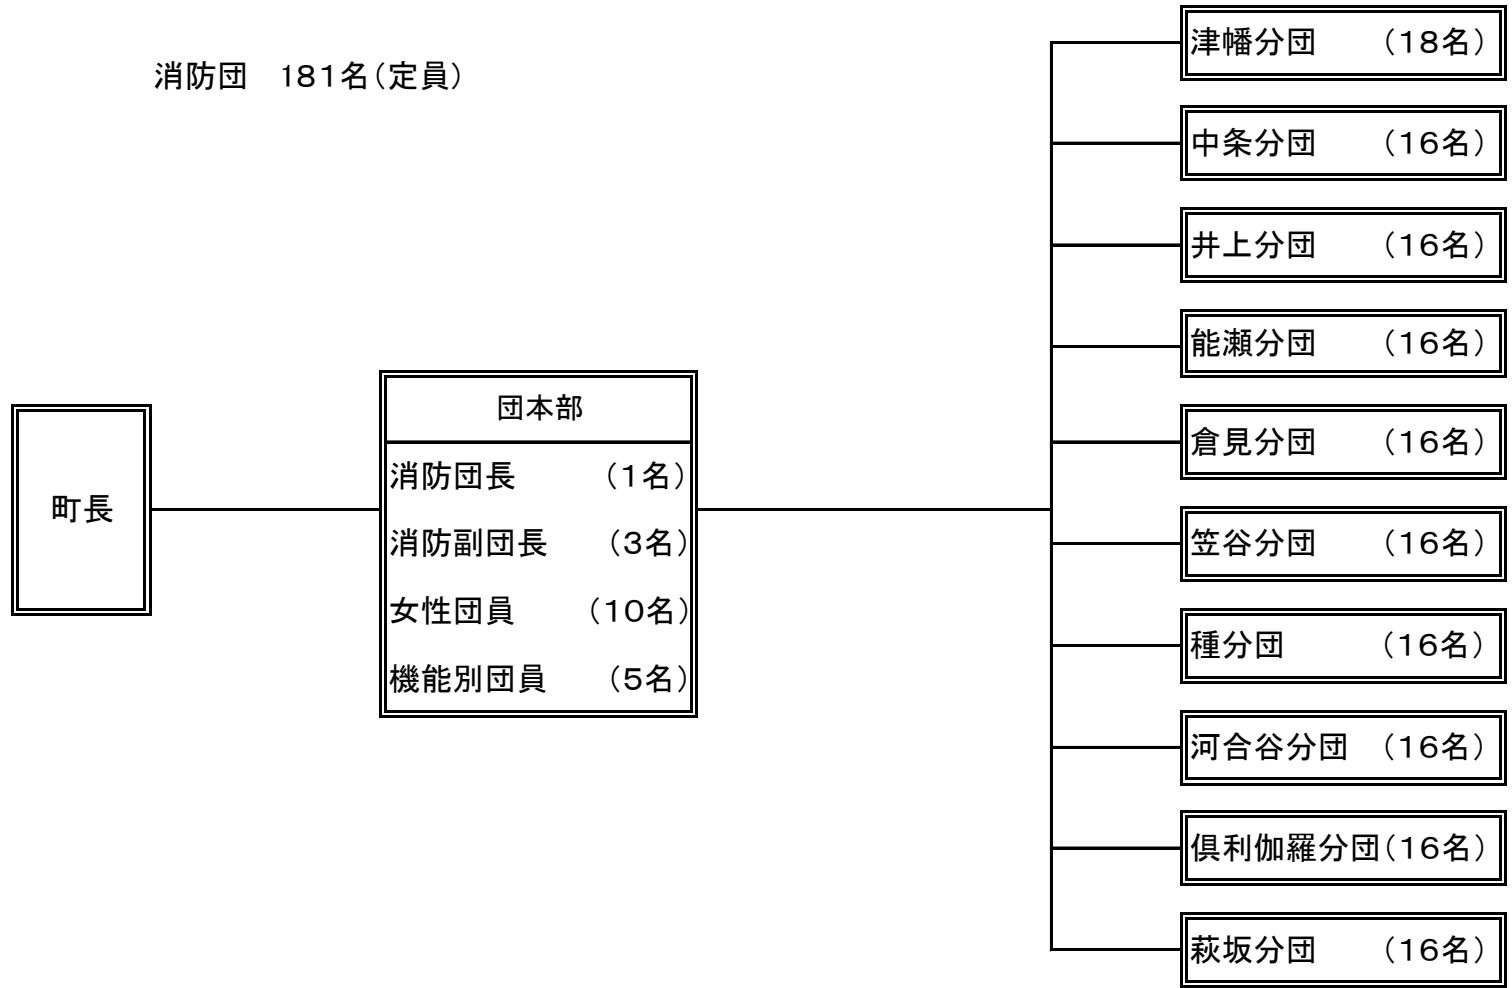 消防団　181名（定員）
町長
団本部
消防団長　（1名）
消防副団長　（3名）
女性団員　（10名）
機能別団員　（5名）
津幡分団　（18名）
中条分団　（16名）
井上分団　（16名）
能瀬分団　（16名）
倉見分団　（16名）
笠谷分団　（16名）
種分団　（16名）
河合谷分団　（16名）
倶利伽羅分団（16名）
萩坂分団　（16名）